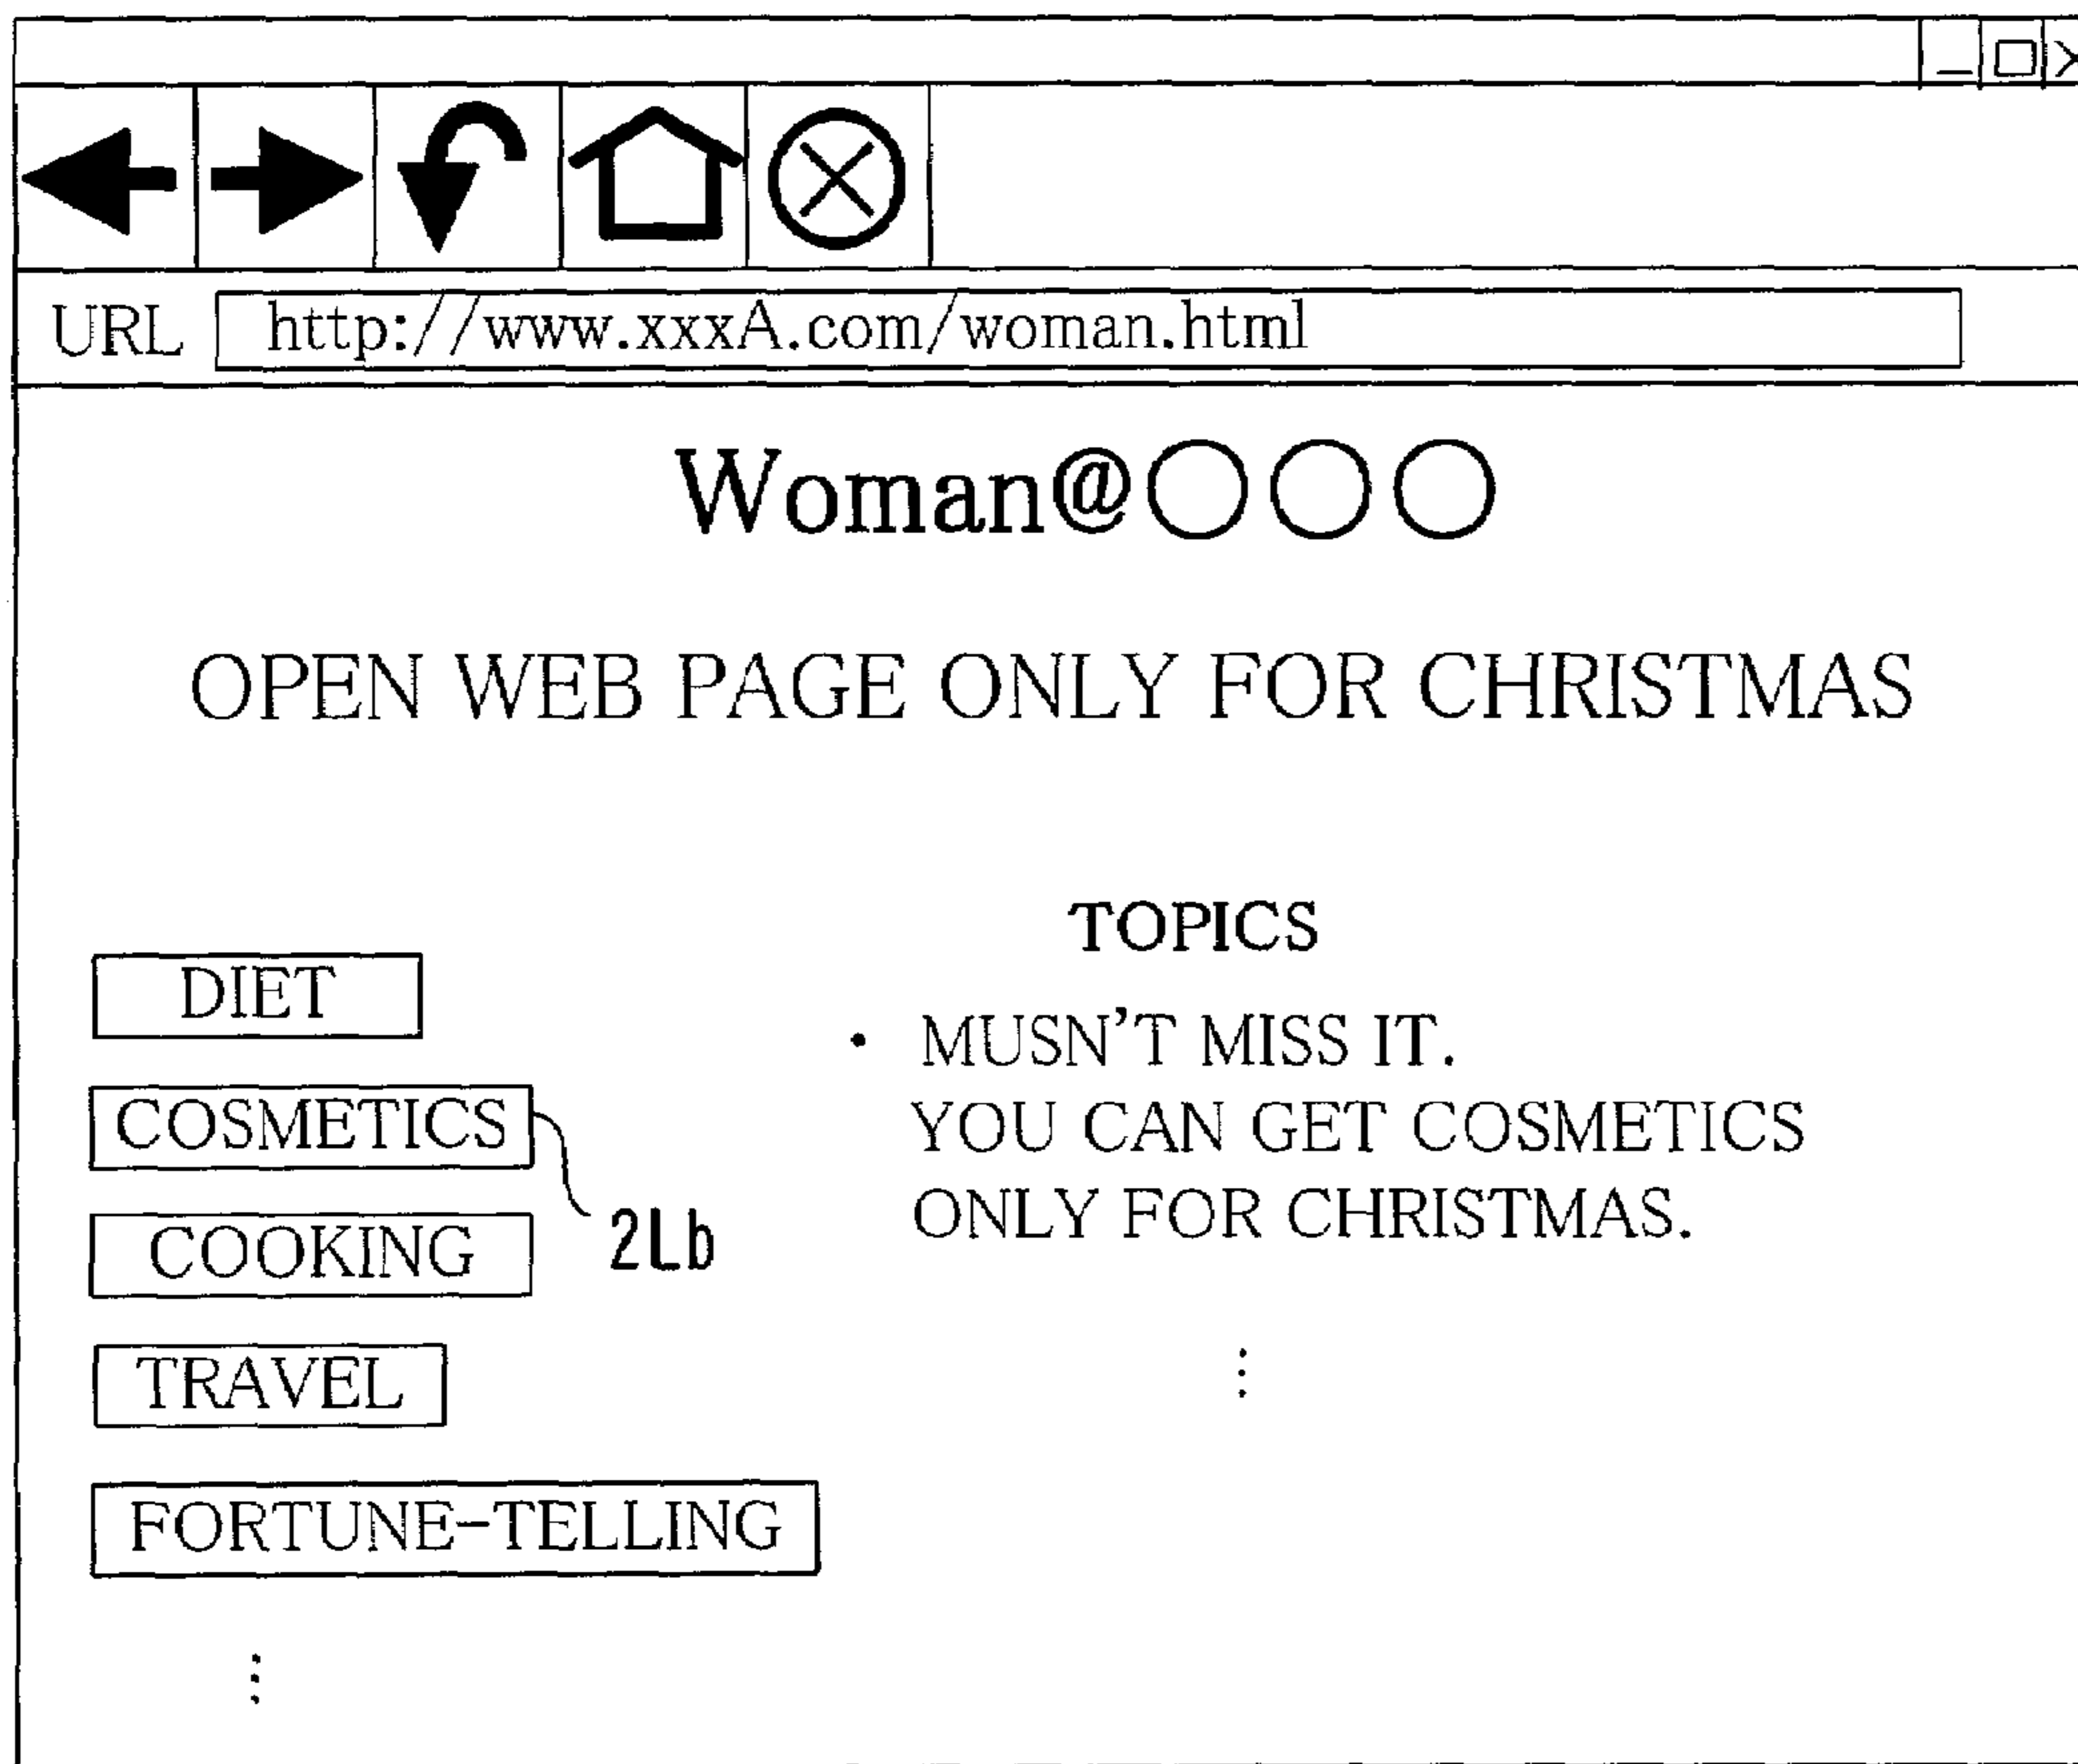 URL http://www.xxxA.com/woman.html
Woman@○○○
OPEN WEB PAGE ONLY FOR CHRISTMAS
DIET
COSMETICS
2Lb
COOKING
TRAVEL
FORTUNE-TELLING
⋮
TOPICS
・ MUSN'T MISS IT.
YOU CAN GET COSMETICS
ONLY FOR CHRISTMAS.
⋮